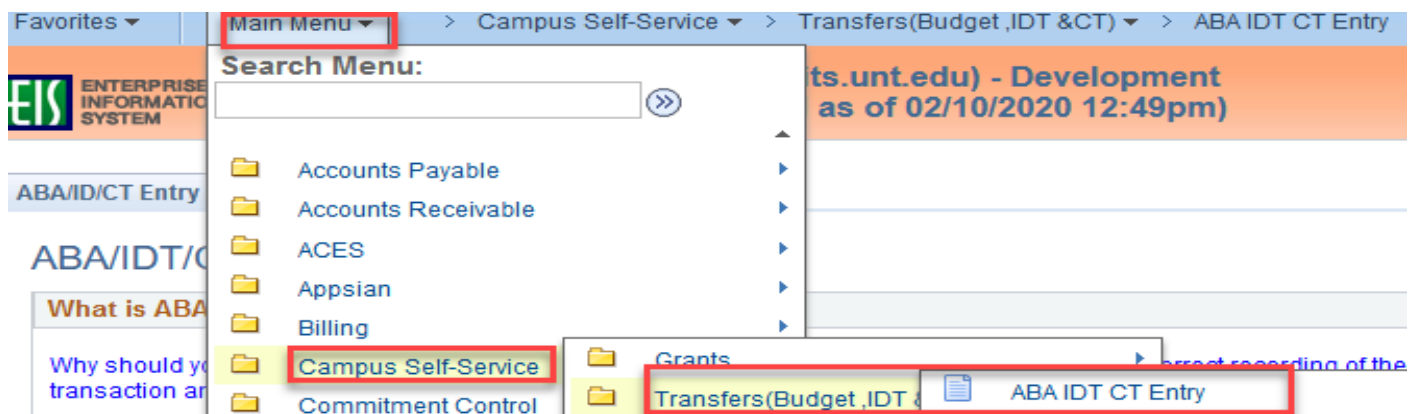 Favorites Main Menu > Campus Self-Service > Transfers(Budget ,IDT &CT) > ABA IDT CT Entry
Search Menu:
EIS ENTERPRISE
INFORMATIO
SYSTEM
its.unt.edu) - Development
as of 02/10/2020 12:49pm)
Accounts Payable
ABA/ID/CT Entry
Accounts Receivable
ABA/IDT/C
ACES
Appsian
What is ABA
Billing
Why should yo
Campus Self-Service
Grants
orrect recording of the
transaction an
Commitment Control
Transfers(Budget ,IDT &
ABA IDT CT Entry